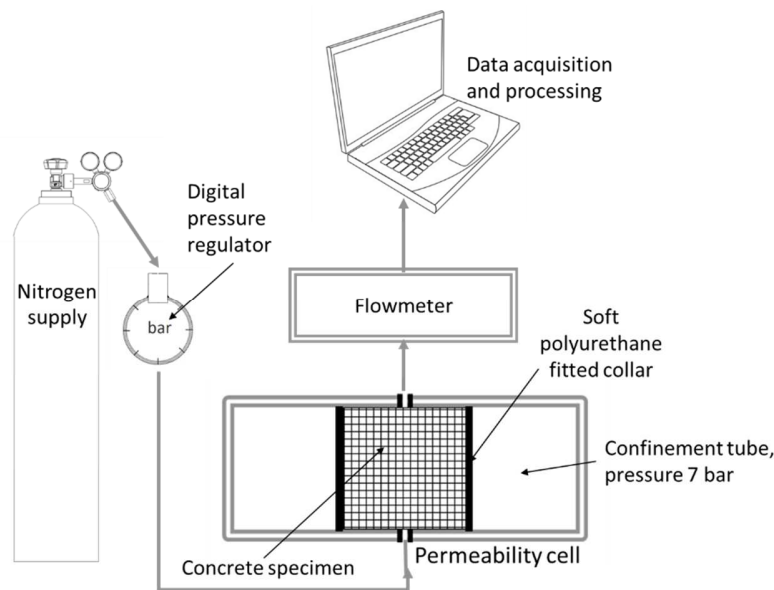 Data acquisition
and processing
Digital
pressure
regulator
Nitrogen
supply
bar
Flowmeter
Soft
polyurethane
fitted collar
Confinement tube,
pressure 7 bar
Concrete specimen
Permeability cell